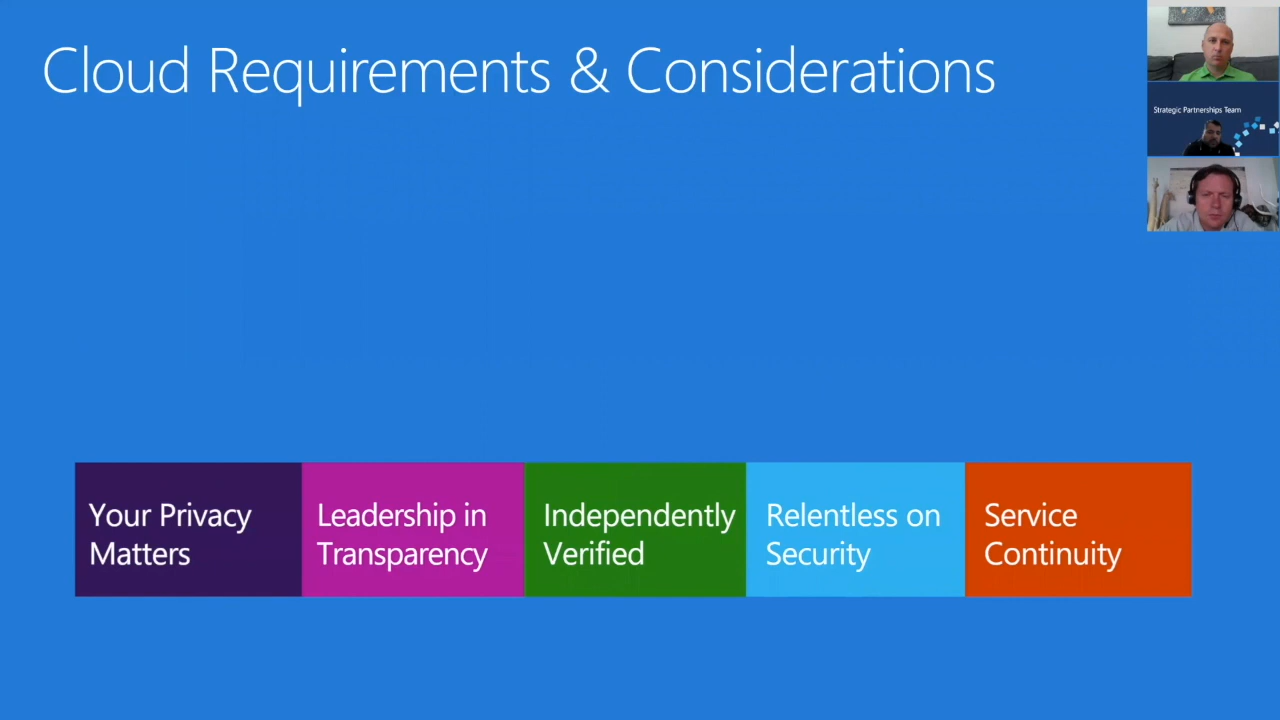 Cloud Requirements & Considerations
Strategic Partnerships Team
Your Privacy
Matters
Leadership in
Transparency
Independently
Verified
Relentless on
Security
Service
Continuity